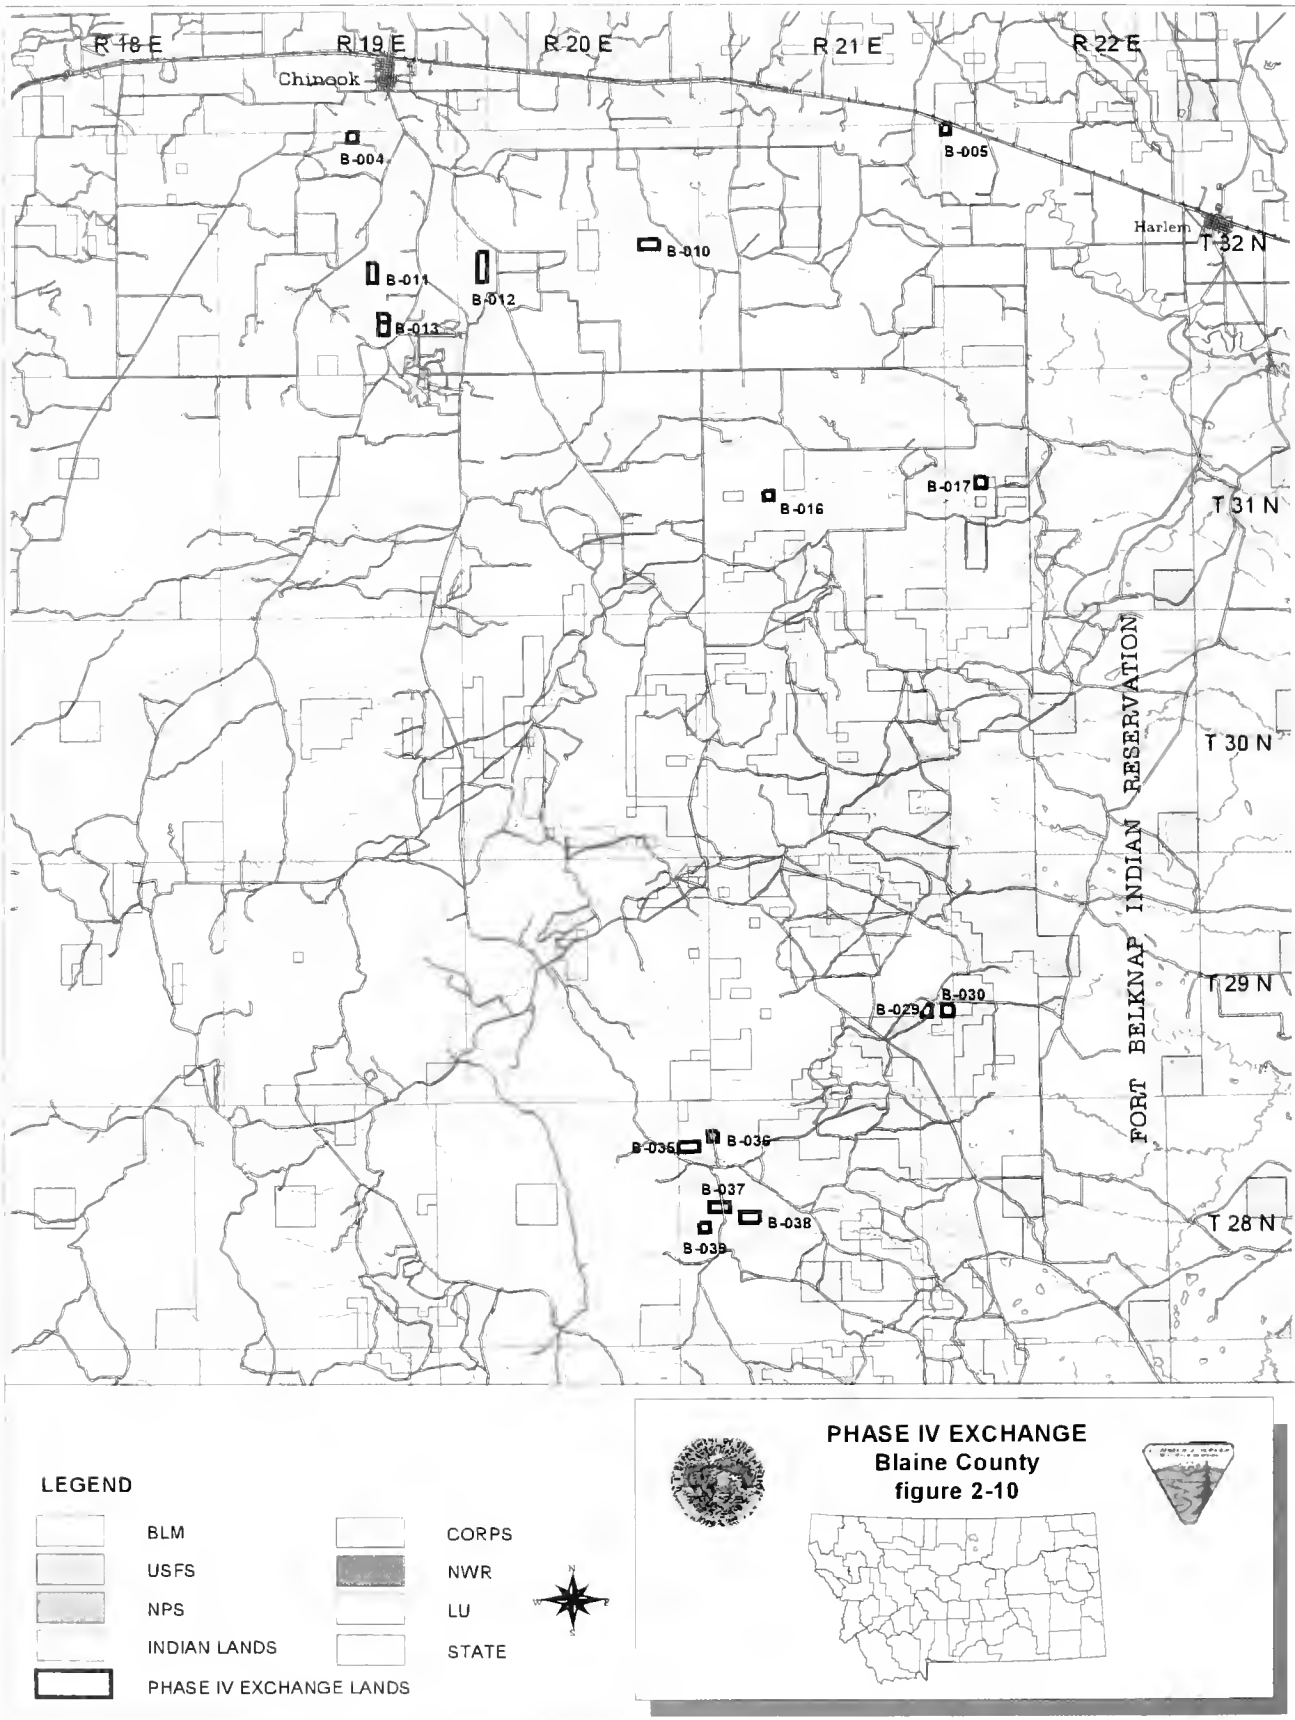 R 18 E
R 19 E
R 20 E
R 21 E
R 22 E
Chinook
B-004
B-005
Harlem
T 32 N
B-010
B-011
B-012
B-013
B-017
B-016
T 31 N
T 30 N
FORT BELKNAP INDIAN RESERVATION
T 29 N
B-029
B-030
B-035
B-036
B-037
B-038
B-039
T 28 N
LEGEND
BLM
USFS
NPS
INDIAN LANDS
PHASE IV EXCHANGE LANDS
CORPS
NWR
LU
STATE
N
W
E
S
PHASE IV EXCHANGE
Blaine County
figure 2-10